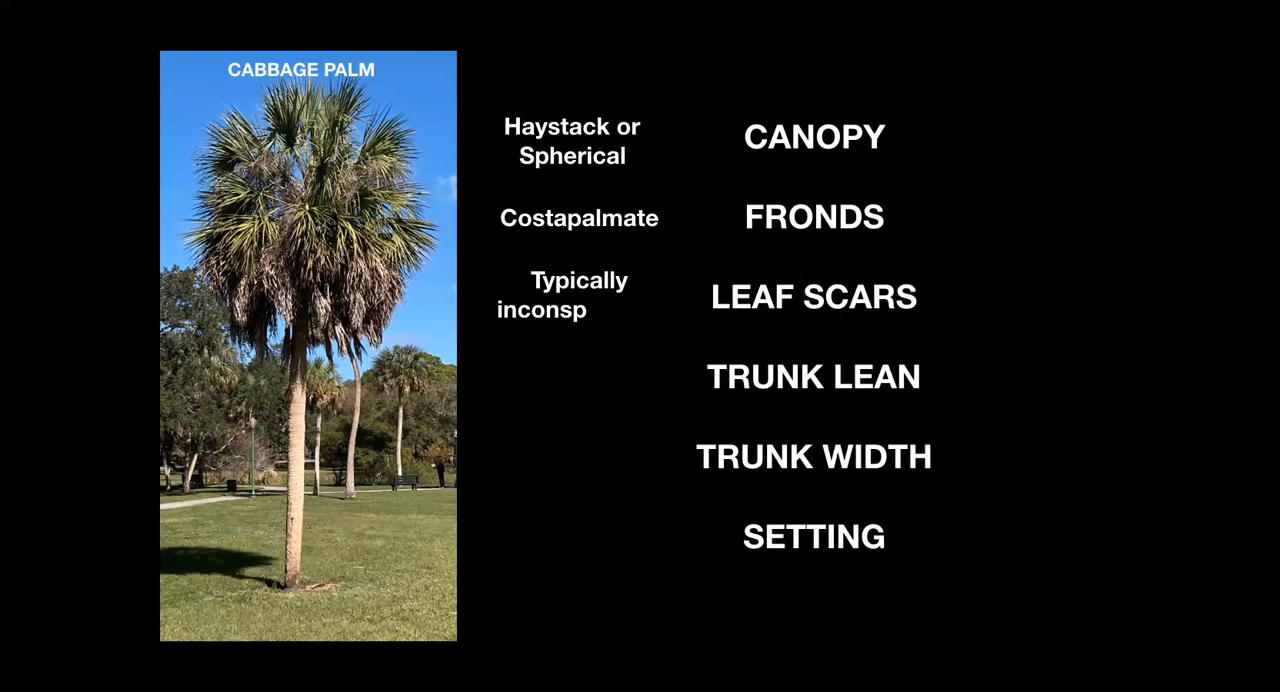 CABBAGE PALM
Haystack or
Spherical
CANOPY
Costapalmate
FRONDS
Typically
inconsp
LEAF SCARS
TRUNK LEAN
TRUNK WIDTH
SETTING